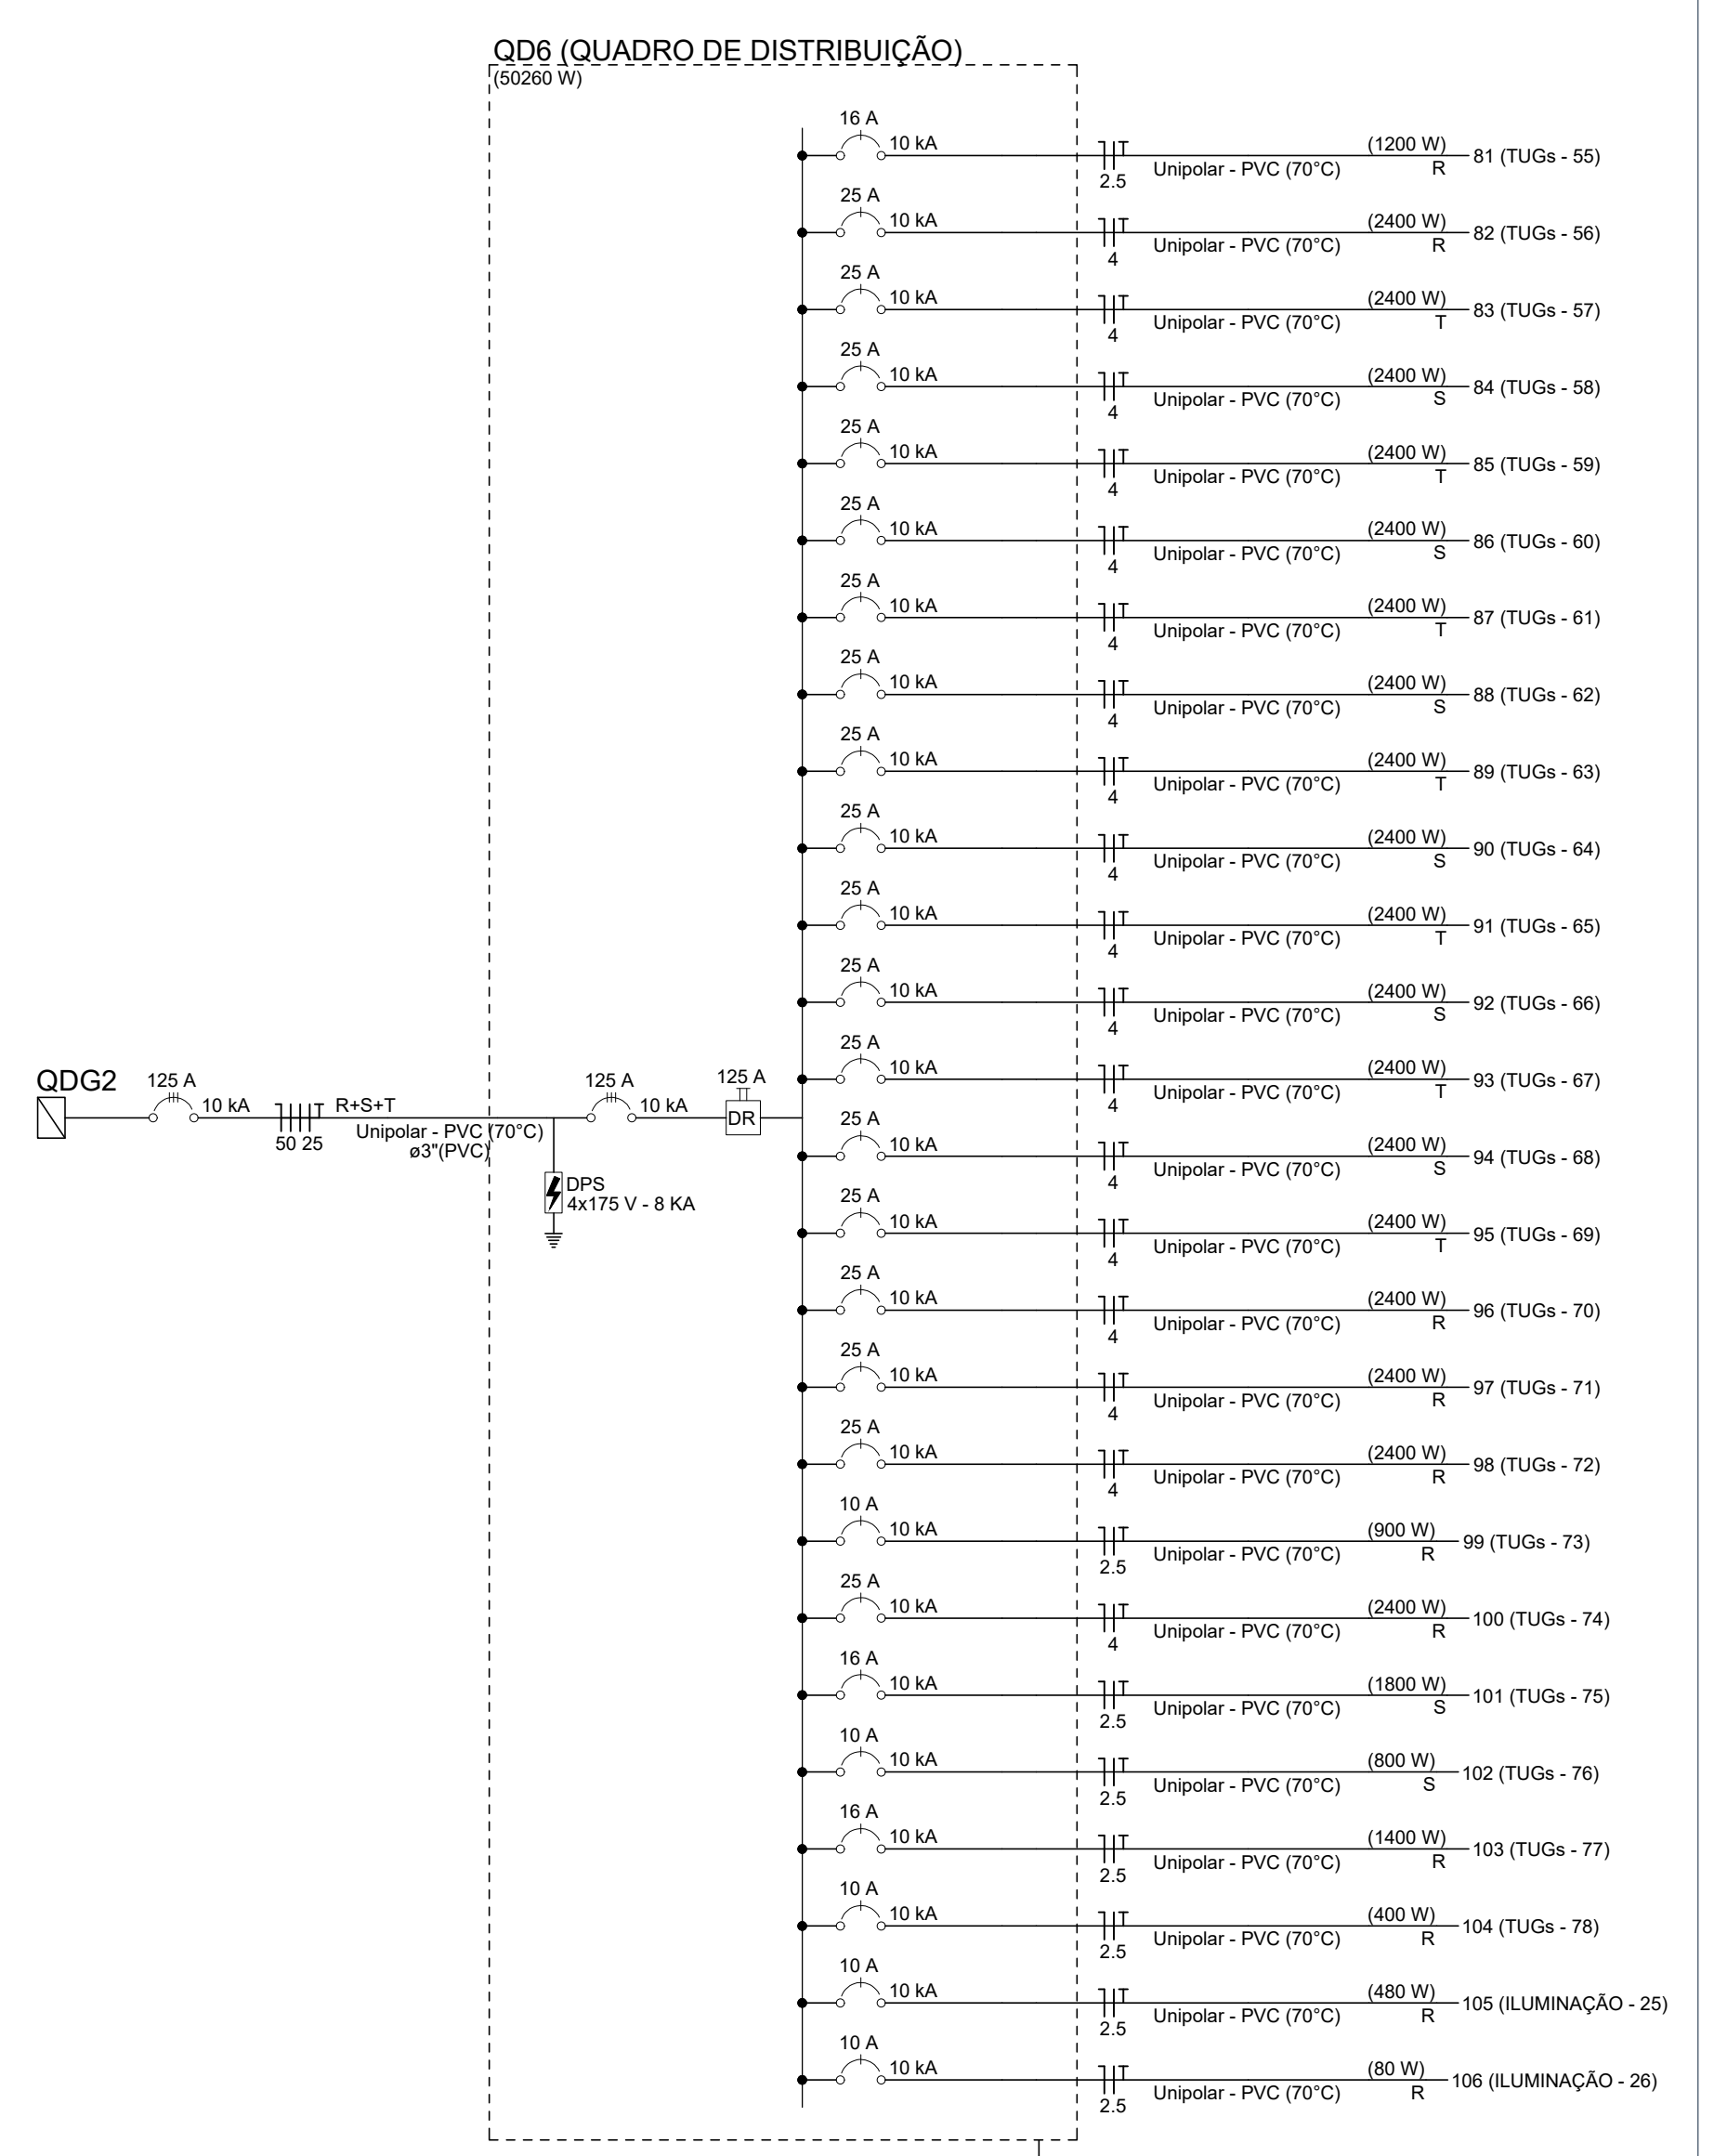 QD6 (QUADRO DE DISTRIBUIÇÃO)
(50260 W)
16 A
10 kA
2.5
Unipolar - PVC (70°C)
(1200 W)
R
81 (TUGs - 55)
25 A
10 kA
4
Unipolar - PVC (70°C)
(2400 W)
R
82 (TUGs - 56)
25 A
10 kA
4
Unipolar - PVC (70°C)
(2400 W)
T
83 (TUGs - 57)
25 A
10 kA
4
Unipolar - PVC (70°C)
(2400 W)
S
84 (TUGs - 58)
25 A
10 kA
4
Unipolar - PVC (70°C)
(2400 W)
T
85 (TUGs - 59)
25 A
10 kA
4
Unipolar - PVC (70°C)
(2400 W)
S
86 (TUGs - 60)
25 A
10 kA
4
Unipolar - PVC (70°C)
(2400 W)
T
87 (TUGs - 61)
25 A
10 kA
4
Unipolar - PVC (70°C)
(2400 W)
S
88 (TUGs - 62)
25 A
10 kA
4
Unipolar - PVC (70°C)
(2400 W)
T
89 (TUGs - 63)
25 A
10 kA
4
Unipolar - PVC (70°C)
(2400 W)
S
90 (TUGs - 64)
25 A
10 kA
4
Unipolar - PVC (70°C)
(2400 W)
T
91 (TUGs - 65)
25 A
10 kA
4
Unipolar - PVC (70°C)
(2400 W)
S
92 (TUGs - 66)
25 A
10 kA
4
Unipolar - PVC (70°C)
(2400 W)
T
93 (TUGs - 67)
QDG2
125 A
10 kA
50 25
R+S+T
Unipolar - PVC (70°C)
ø3"(PVC)
DPS
4x175 V - 8 KA
125 A
10 kA
125 A
DR
25 A
10 kA
4
Unipolar - PVC (70°C)
(2400 W)
S
94 (TUGs - 68)
25 A
10 kA
4
Unipolar - PVC (70°C)
(2400 W)
T
95 (TUGs - 69)
25 A
10 kA
4
Unipolar - PVC (70°C)
(2400 W)
R
96 (TUGs - 70)
25 A
10 kA
4
Unipolar - PVC (70°C)
(2400 W)
R
97 (TUGs - 71)
25 A
10 kA
4
Unipolar - PVC (70°C)
(2400 W)
R
98 (TUGs - 72)
10 A
10 kA
2.5
Unipolar - PVC (70°C)
(900 W)
R
99 (TUGs - 73)
25 A
10 kA
4
Unipolar - PVC (70°C)
(2400 W)
R
100 (TUGs - 74)
16 A
10 kA
2.5
Unipolar - PVC (70°C)
(1800 W)
S
101 (TUGs - 75)
10 A
10 kA
2.5
Unipolar - PVC (70°C)
(800 W)
S
102 (TUGs - 76)
16 A
10 kA
2.5
Unipolar - PVC (70°C)
(1400 W)
R
103 (TUGs - 77)
10 A
10 kA
2.5
Unipolar - PVC (70°C)
(400 W)
R
104 (TUGs - 78)
10 A
10 kA
2.5
Unipolar - PVC (70°C)
(480 W)
R
105 (ILUMINAÇÃO - 25)
10 A
10 kA
2.5
Unipolar - PVC (70°C)
(80 W)
R
106 (ILUMINAÇÃO - 26)